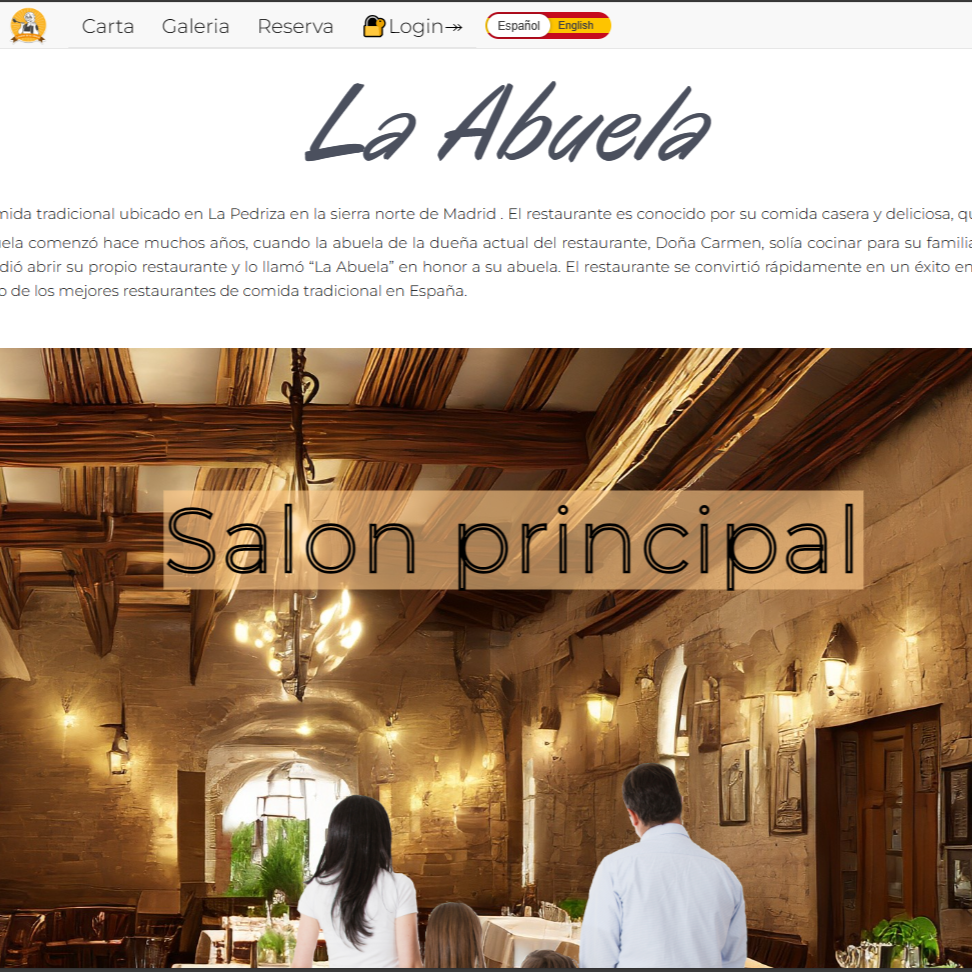 Carta Galeria Reserva Login↠ Español English
La Abuela
mida tradicional ubicado en La Pedriza en la sierra norte de Madrid . El restaurante es conocido por su comida casera y deliciosa, qu
ela comenzó hace muchos años, cuando la abuela de la dueña actual del restaurante, Doña Carmen, solía cocinar para su familia
dió abrir su propio restaurante y lo llamó “La Abuela” en honor a su abuela. El restaurante se convirtió rápidamente en un éxito en
o de los mejores restaurantes de comida tradicional en España.
Salon principal